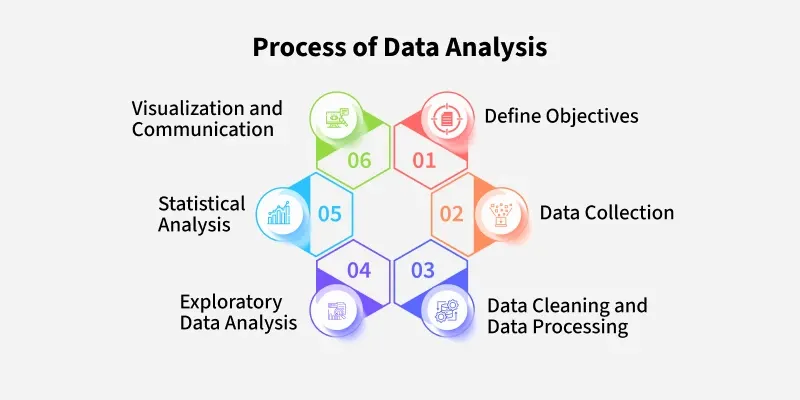 Process of Data Analysis
01
Define Objectives
02
Data Collection
03
Data Cleaning and
Data Processing
04
Exploratory
Data Analysis
05
Statistical
Analysis
06
Visualization and
Communication